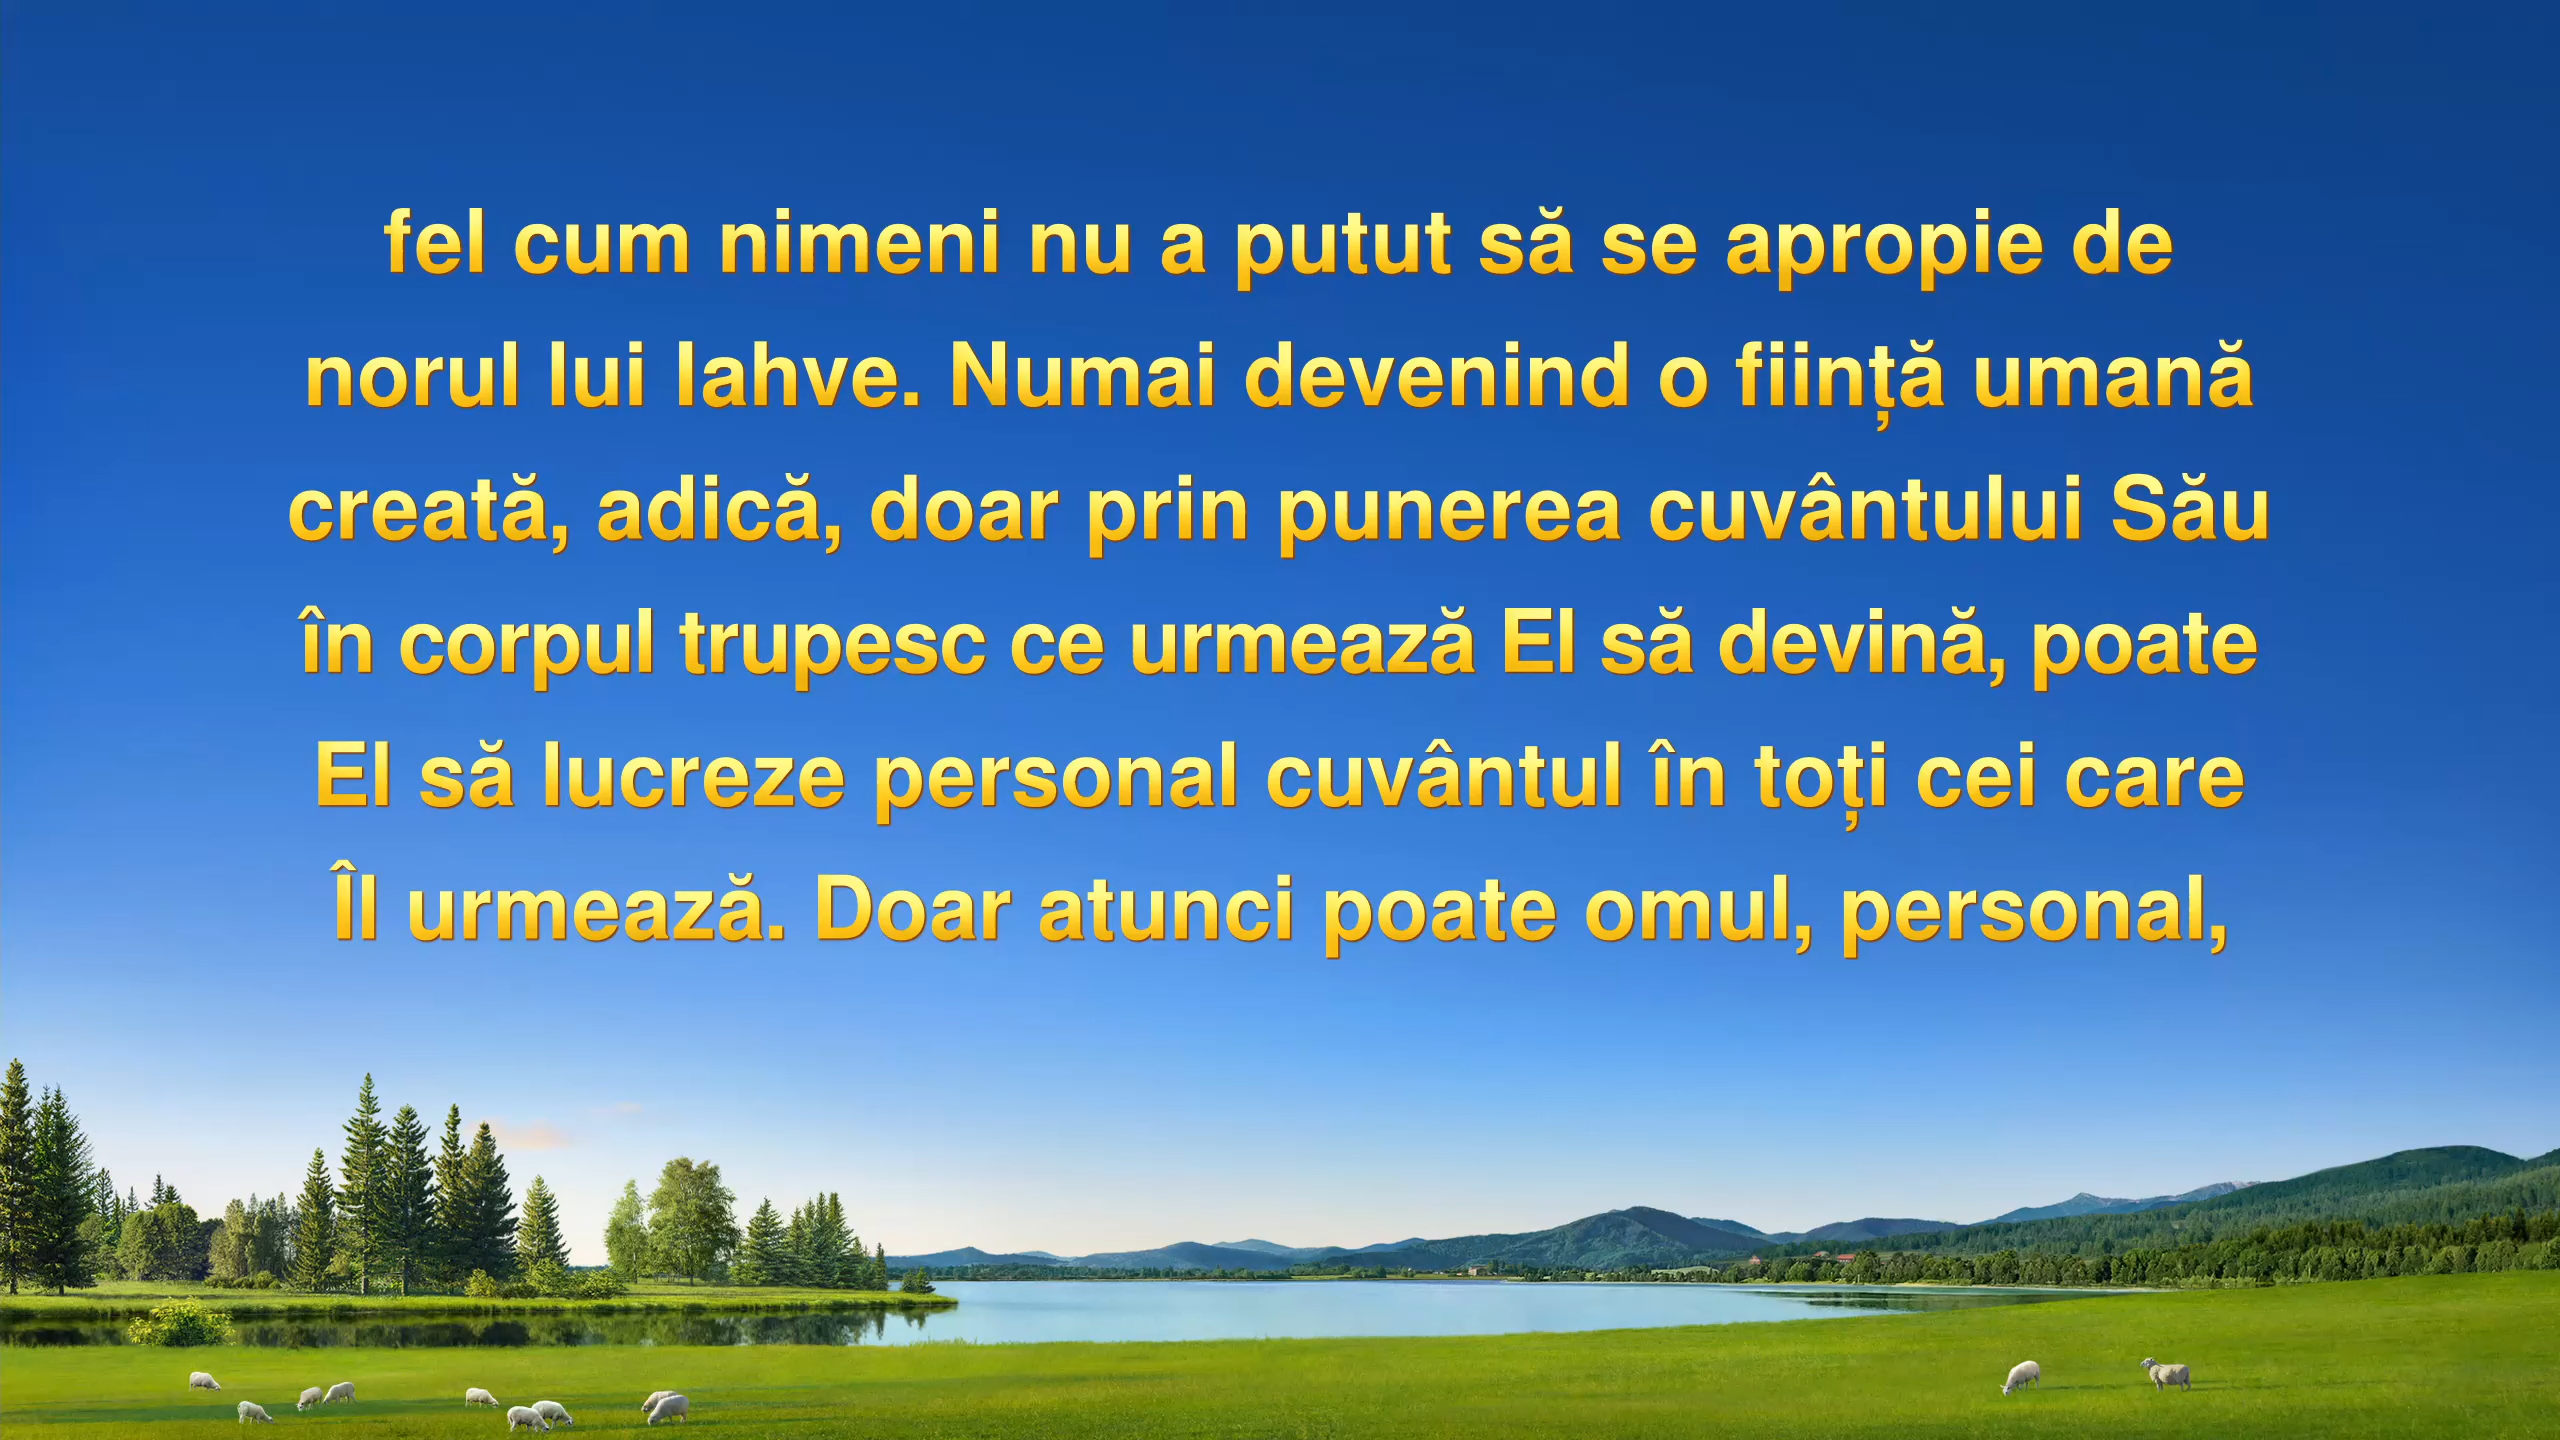 fel cum nimeni nu a putut să se apropie de
norul lui Iahve. Numai devenind o ființă umană
creată, adică, doar prin punerea cuvântului Său
în corpul trupesc ce urmează El să devină, poate
El să lucreze personal cuvântul în toți cei care
Îl urmează. Doar atunci poate omul, personal,